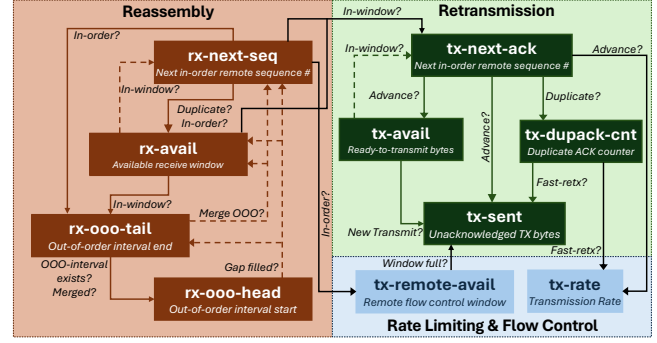 Reassembly
In-order?
rx-next-seq
Next in-order remote sequence #
In-window?
Duplicate?
In-order?
rx-avail
Available receive window
In-window?
Merge OOO?
rx-ooo-tail
Out-of-order interval end
OOO-interval
exists?
Merged?
Gap filled?
rx-ooo-head
Out-of-order interval start
In-window?
In-order?
Retransmission
In-window?
tx-next-ack
Next in-order remote sequence #
Advance?
Advance?
Advance?
Duplicate?
tx-avail
Ready-to-transmit bytes
tx-dupack-cnt
Duplicate ACK counter
Fast-retx?
New Transmit?
tx-sent
Unacknowledged TX bytes
Fast-retx?
Window full?
tx-remote-avail
Remote flow control window
tx-rate
Transmission Rate
Rate Limiting & Flow Control